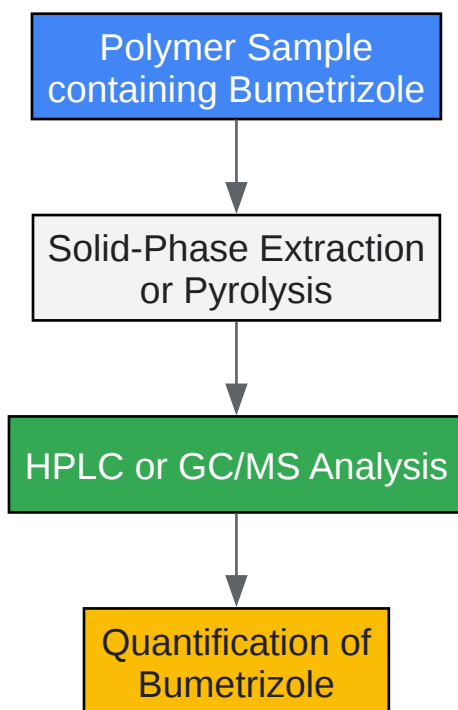 Polymer Sample
containing Bumetrizole
Solid-Phase Extraction
or Pyrolysis
HPLC or GC/MS Analysis
Quantification of
Bumetrizole